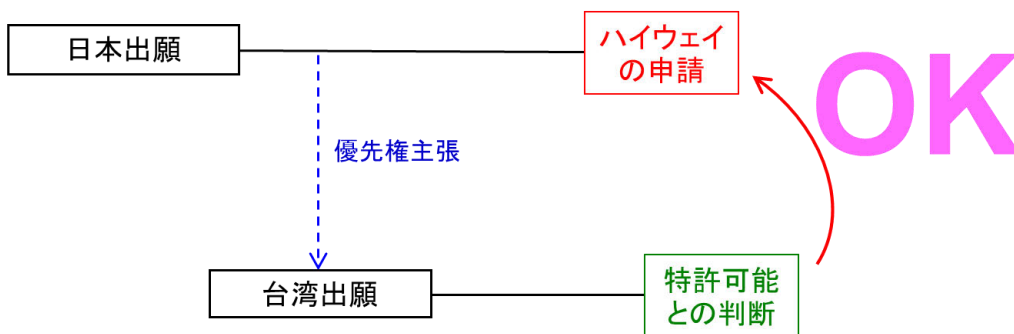 日本出願
ハイウェイ
の申請
OK
優先権主張
台湾出願
特許可能
との判断